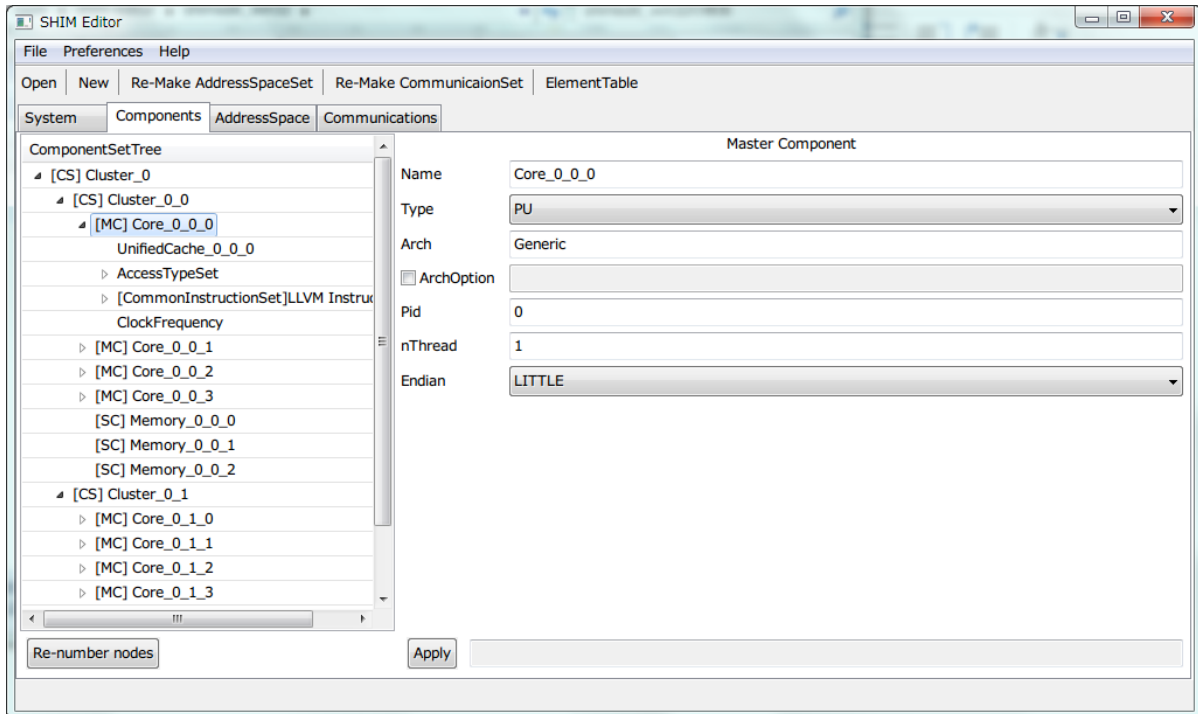 SHIM Editor
File Preferences Help
Open New Re-Make AddressSpaceSet Re-Make CommunicaionSet ElementTable
System Components AddressSpace Communications
ComponentSetTree
[CS] Cluster_0
[CS] Cluster_0_0
[MC] Core_0_0_0
UnifiedCache_0_0_0
AccessTypeSet
[CommonInstructionSet]LLVM Instruc
ClockFrequency
[MC] Core_0_0_1
[MC] Core_0_0_2
[MC] Core_0_0_3
[SC] Memory_0_0_0
[SC] Memory_0_0_1
[SC] Memory_0_0_2
[CS] Cluster_0_1
[MC] Core_0_1_0
[MC] Core_0_1_1
[MC] Core_0_1_2
[MC] Core_0_1_3
Re-number nodes
Master Component
Name Core_0_0_0
Type PU
Arch Generic
ArchOption
Pid 0
nThread 1
Endian LITTLE
Apply